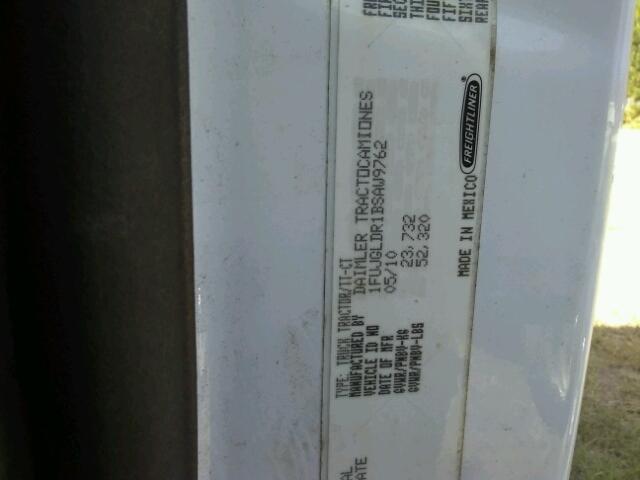 TYPE: TRUCK TRACTOR/TT-CT
MANUFACTURED BY DAIMLER TRACTOCAMIONES
VEHICLE ID NO 1FUJGLDR1BSAW9762
DATE OF MFR 05/10
GVWR/PNBV-KG 23,732
GVWR/PNBV-LBS 52,320
MADE IN MEXICO FREIGHTLINER